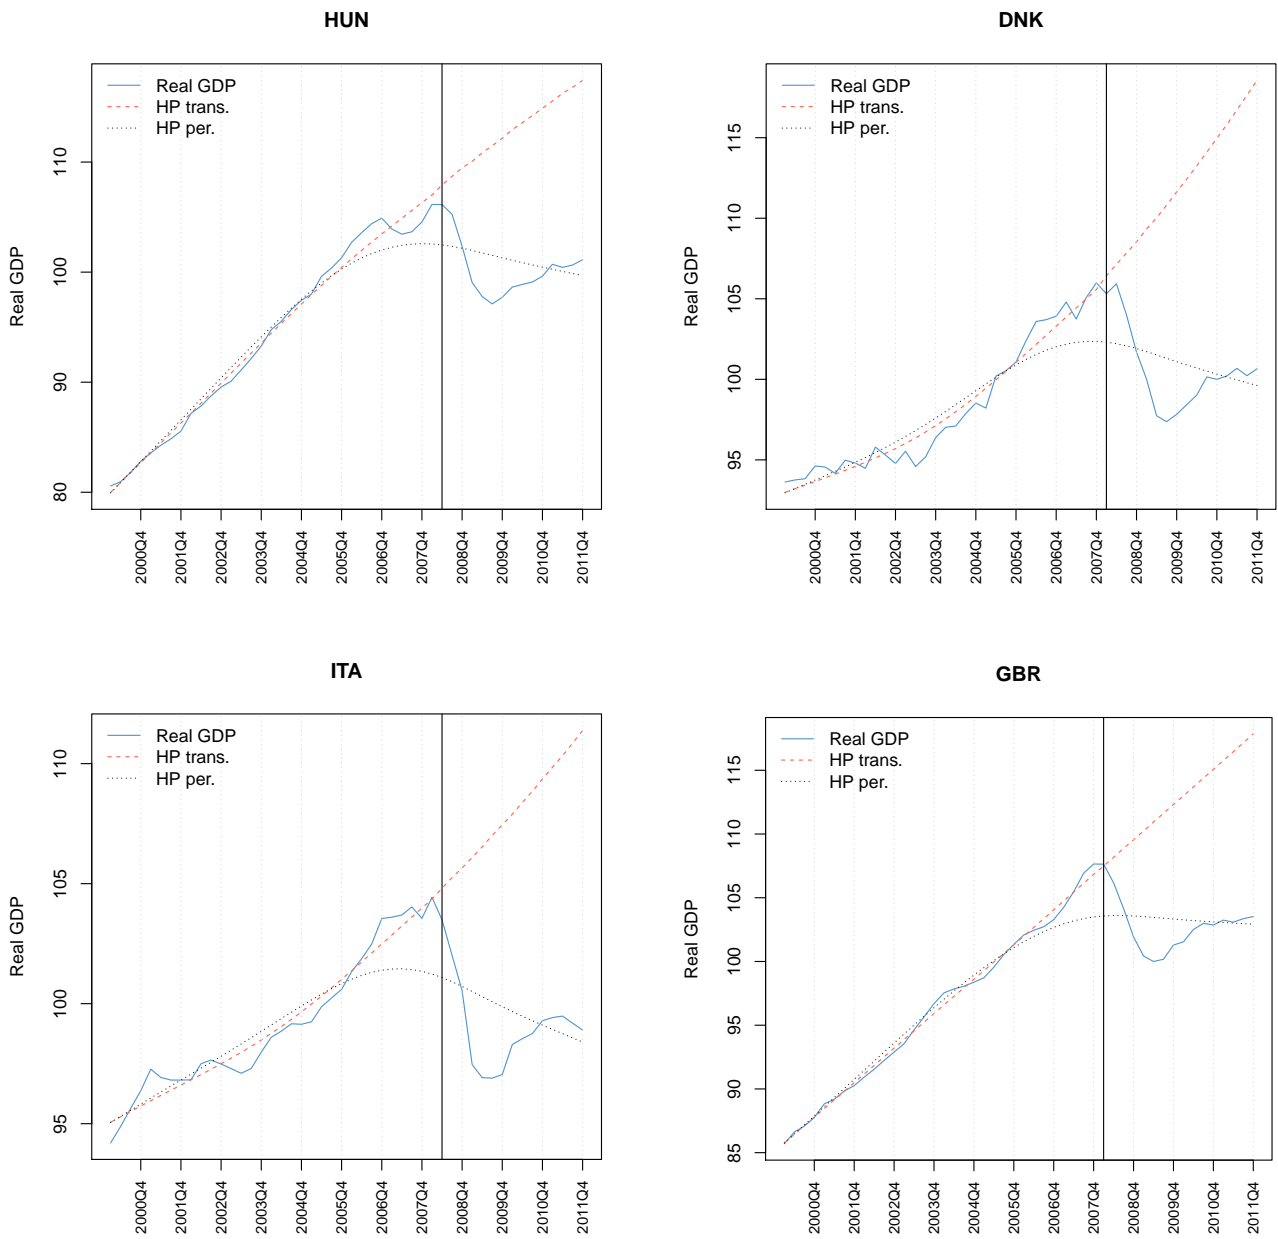 HUN
Real GDP
HP trans.
HP per.
Real GDP
80
90
100
110
2000Q4
2001Q4
2002Q4
2003Q4
2004Q4
2005Q4
2006Q4
2007Q4
2008Q4
2009Q4
2010Q4
2011Q4
DNK
Real GDP
HP trans.
HP per.
Real GDP
95
100
105
110
115
2000Q4
2001Q4
2002Q4
2003Q4
2004Q4
2005Q4
2006Q4
2007Q4
2008Q4
2009Q4
2010Q4
2011Q4
ITA
Real GDP
HP trans.
HP per.
Real GDP
95
100
105
110
2000Q4
2001Q4
2002Q4
2003Q4
2004Q4
2005Q4
2006Q4
2007Q4
2008Q4
2009Q4
2010Q4
2011Q4
GBR
Real GDP
HP trans.
HP per.
Real GDP
85
90
95
100
105
110
115
2000Q4
2001Q4
2002Q4
2003Q4
2004Q4
2005Q4
2006Q4
2007Q4
2008Q4
2009Q4
2010Q4
2011Q4